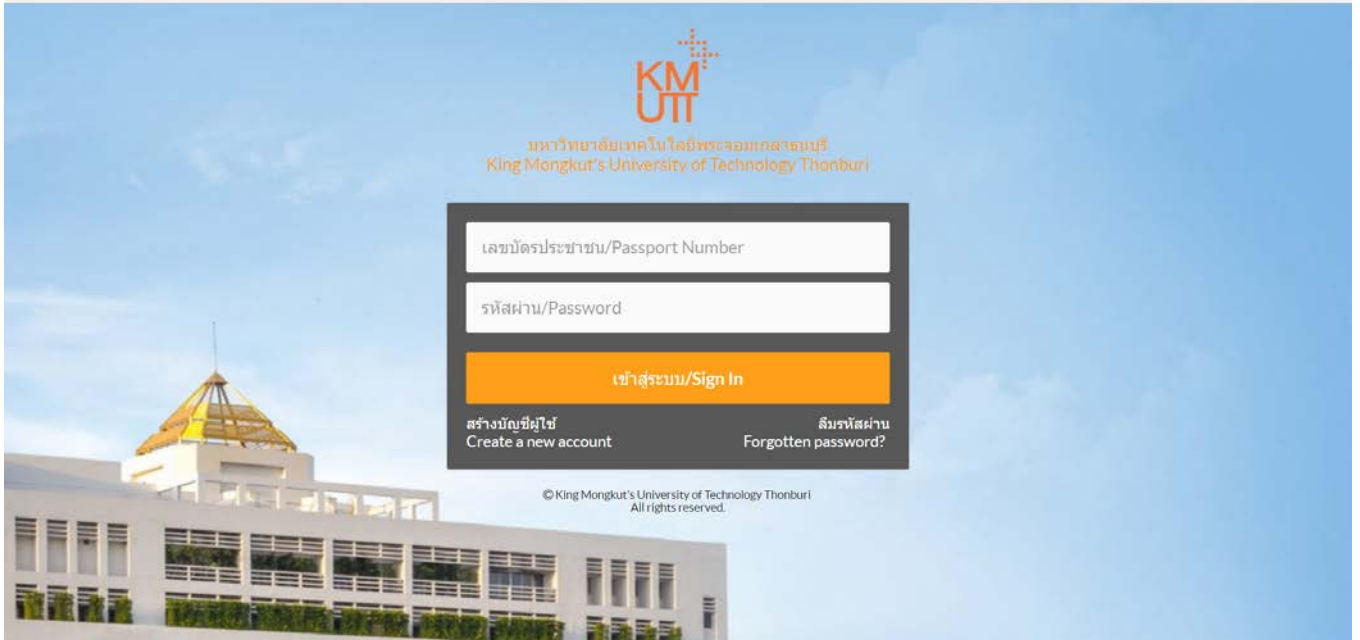 KM
UTT
มหาวิทยาลัยเทคโนโลยีพระจอมเกล้าธนบุรี
King Mongkut's University of Technology Thonburi
เลขบัตรประชาชน/Passport Number
รหัสผ่าน/Password
เข้าสู่ระบบ/Sign In
สร้างบัญชีผู้ใช้
Create a new account
ลืมรหัสผ่าน
Forgotten password?
© King Mongkut's University of Technology Thonburi
All rights reserved.